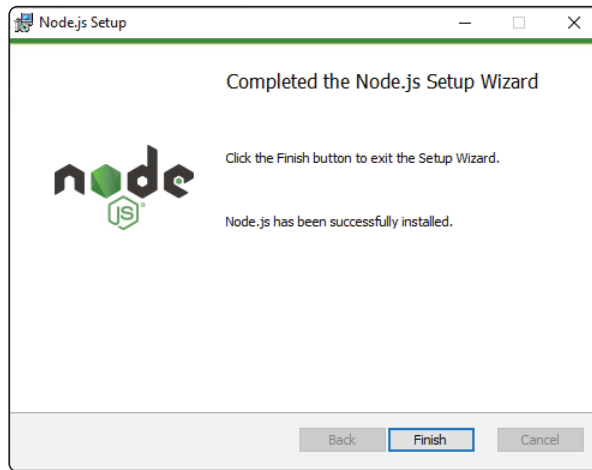 Node.js Setup
Completed the Node.js Setup Wizard
node
JS
Click the Finish button to exit the Setup Wizard.
Node.js has been successfully installed.
Back Finish Cancel